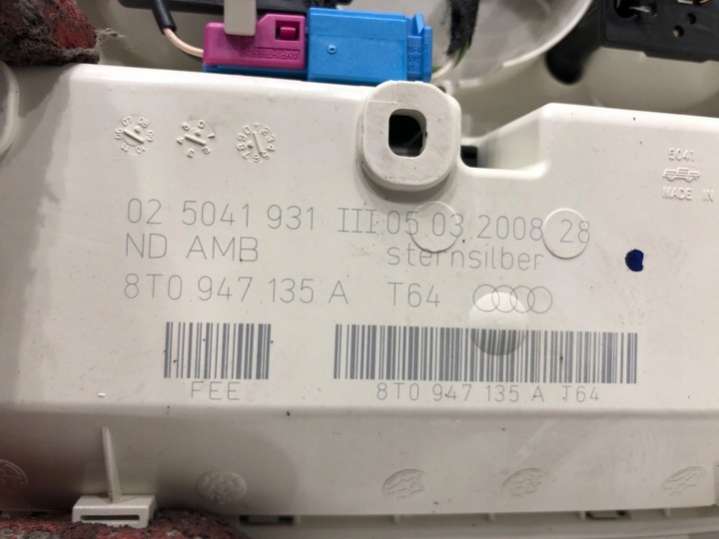 5041
MADE IN
02 5041 931 III 05.03.2008 28
ND AMB sternsilber
8T0 947 135 A T64
FEE
8T0 947 135 A T64